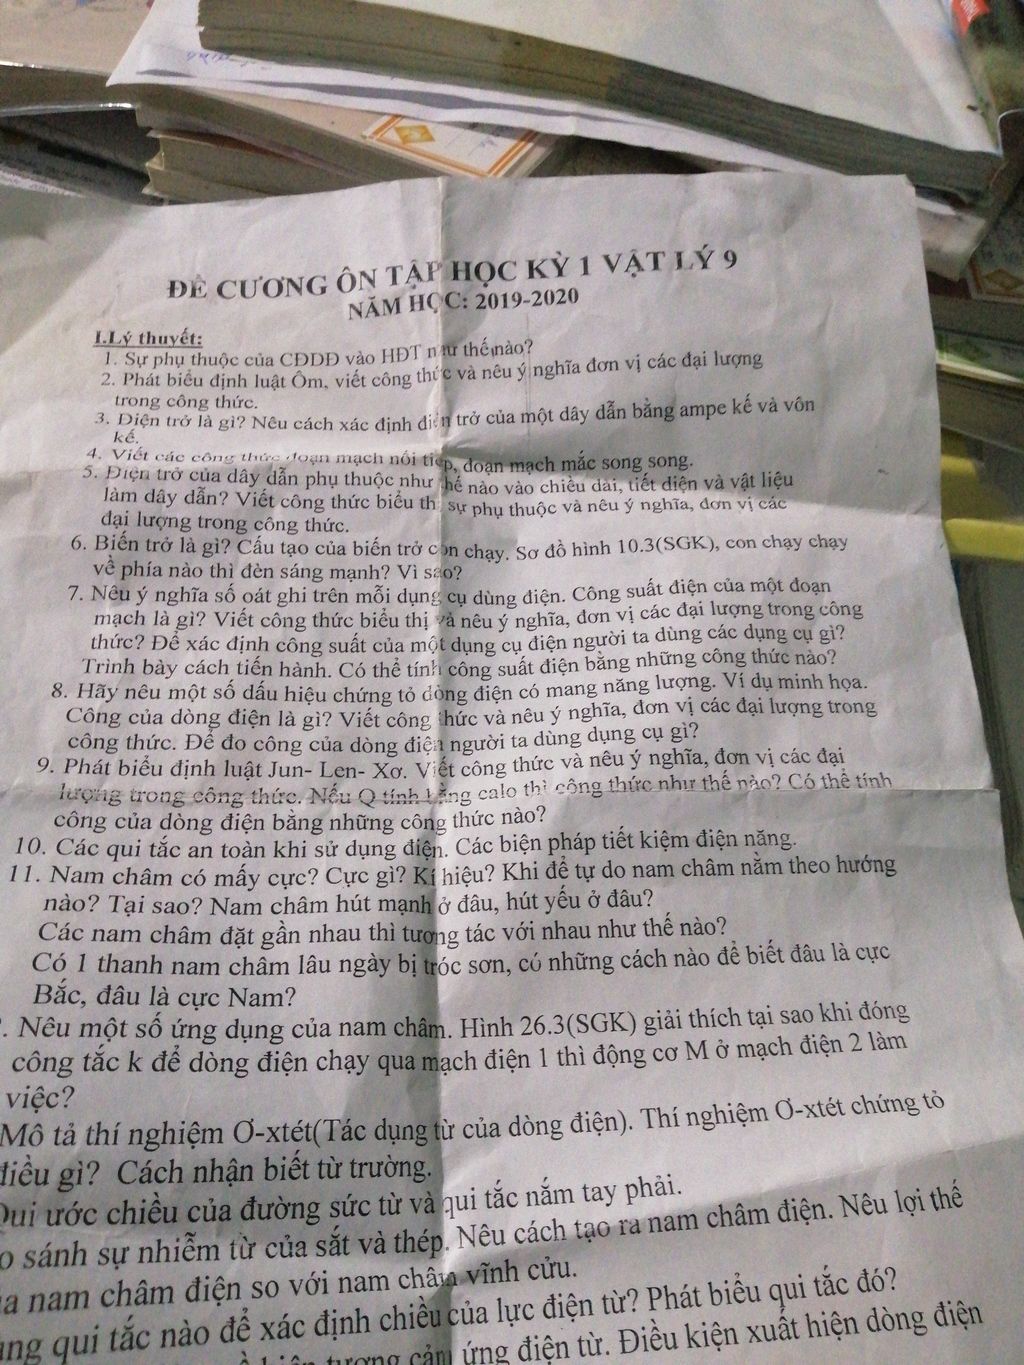 ĐỀ CƯƠNG ÔN TẬP HỌC KỲ 1 VẬT LÝ 9
NĂM HỌC: 2019-2020
I.Lý thuyết:
1. Sự phụ thuộc của CĐDĐ vào HĐT như thế nào?
2. Phát biểu định luật Ôm, viết công thức và nêu ý nghĩa đơn vị các đại lượng
trong công thức.
3. Điện trở là gì? Nêu cách xác định điện trở của một dây dẫn bằng ampe kế và vôn
kế.
4. Viết các công thức đoạn mạch nối tiếp, đoạn mạch mắc song song.
5. Điện trở của dây dẫn phụ thuộc như thế nào vào chiều dài, tiết diện và vật liệu
làm dây dẫn? Viết công thức biểu thị sự phụ thuộc và nêu ý nghĩa, đơn vị các
đại lượng trong công thức.
6. Biến trở là gì? Cấu tạo của biến trở con chạy. Sơ đồ hình 10.3(SGK), con chạy chạy
về phía nào thì đèn sáng mạnh? Vì sao?
7. Nêu ý nghĩa số oát ghi trên mỗi dụng cụ dùng điện. Công suất điện của một đoạn
mạch là gì? Viết công thức biểu thị và nêu ý nghĩa, đơn vị các đại lượng trong công
thức? Để xác định công suất của một dụng cụ điện người ta dùng các dụng cụ gì?
Trình bày cách tiến hành. Có thể tính công suất điện bằng những công thức nào?
8. Hãy nêu một số dấu hiệu chứng tỏ dòng điện có mang năng lượng. Ví dụ minh họa.
Công của dòng điện là gì? Viết công thức và nêu ý nghĩa, đơn vị các đại lượng trong
công thức. Để đo công của dòng điện người ta dùng dụng cụ gì?
9. Phát biểu định luật Jun- Len- Xơ. Viết công thức và nêu ý nghĩa, đơn vị các đại
lượng trong công thức. Nếu Q tính bằng calo thì công thức như thế nào? Có thể tính
công của dòng điện bằng những công thức nào?
10. Các qui tắc an toàn khi sử dụng điện. Các biện pháp tiết kiệm điện năng.
11. Nam châm có mấy cực? Cực gì? Kí hiệu? Khi để tự do nam châm nằm theo hướng
nào? Tại sao? Nam châm hút mạnh ở đâu, hút yếu ở đâu?
Các nam châm đặt gần nhau thì tương tác với nhau như thế nào?
Có 1 thanh nam châm lâu ngày bị tróc sơn, có những cách nào để biết đâu là cực
Bắc, đâu là cực Nam?
. Nêu một số ứng dụng của nam châm. Hình 26.3(SGK) giải thích tại sao khi đóng
công tắc k để dòng điện chạy qua mạch điện 1 thì động cơ M ở mạch điện 2 làm
việc?
Mô tả thí nghiệm Ơ-xtét(Tác dụng từ của dòng điện). Thí nghiệm Ơ-xtét chứng tỏ
điều gì? Cách nhận biết từ trường.
Qui ước chiều của đường sức từ và qui tắc nắm tay phải.
o sánh sự nhiễm từ của sắt và thép. Nêu cách tạo ra nam châm điện. Nêu lợi thế
ủa nam châm điện so với nam châm vĩnh cửu.
ùng qui tắc nào để xác định chiều của lực điện từ? Phát biểu qui tắc đó?
tượng cảm ứng điện từ. Điều kiện xuất hiện dòng điện